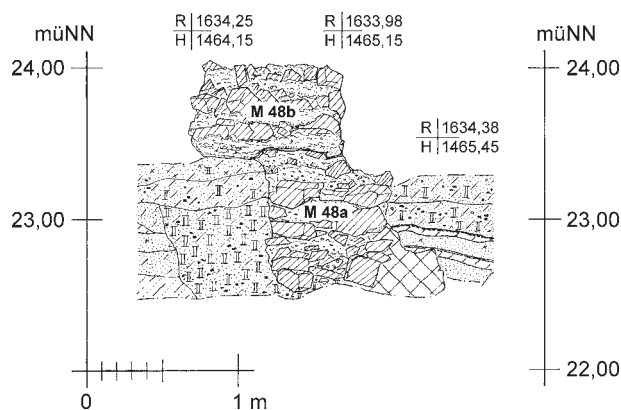 R 1634,25
H 1464,15
R 1633,98
H 1465,15
müNN
müNN
24,00
24,00
M 48b
R 1634,38
H 1465,45
23,00
M 48a
23,00
22,00
0 1 m